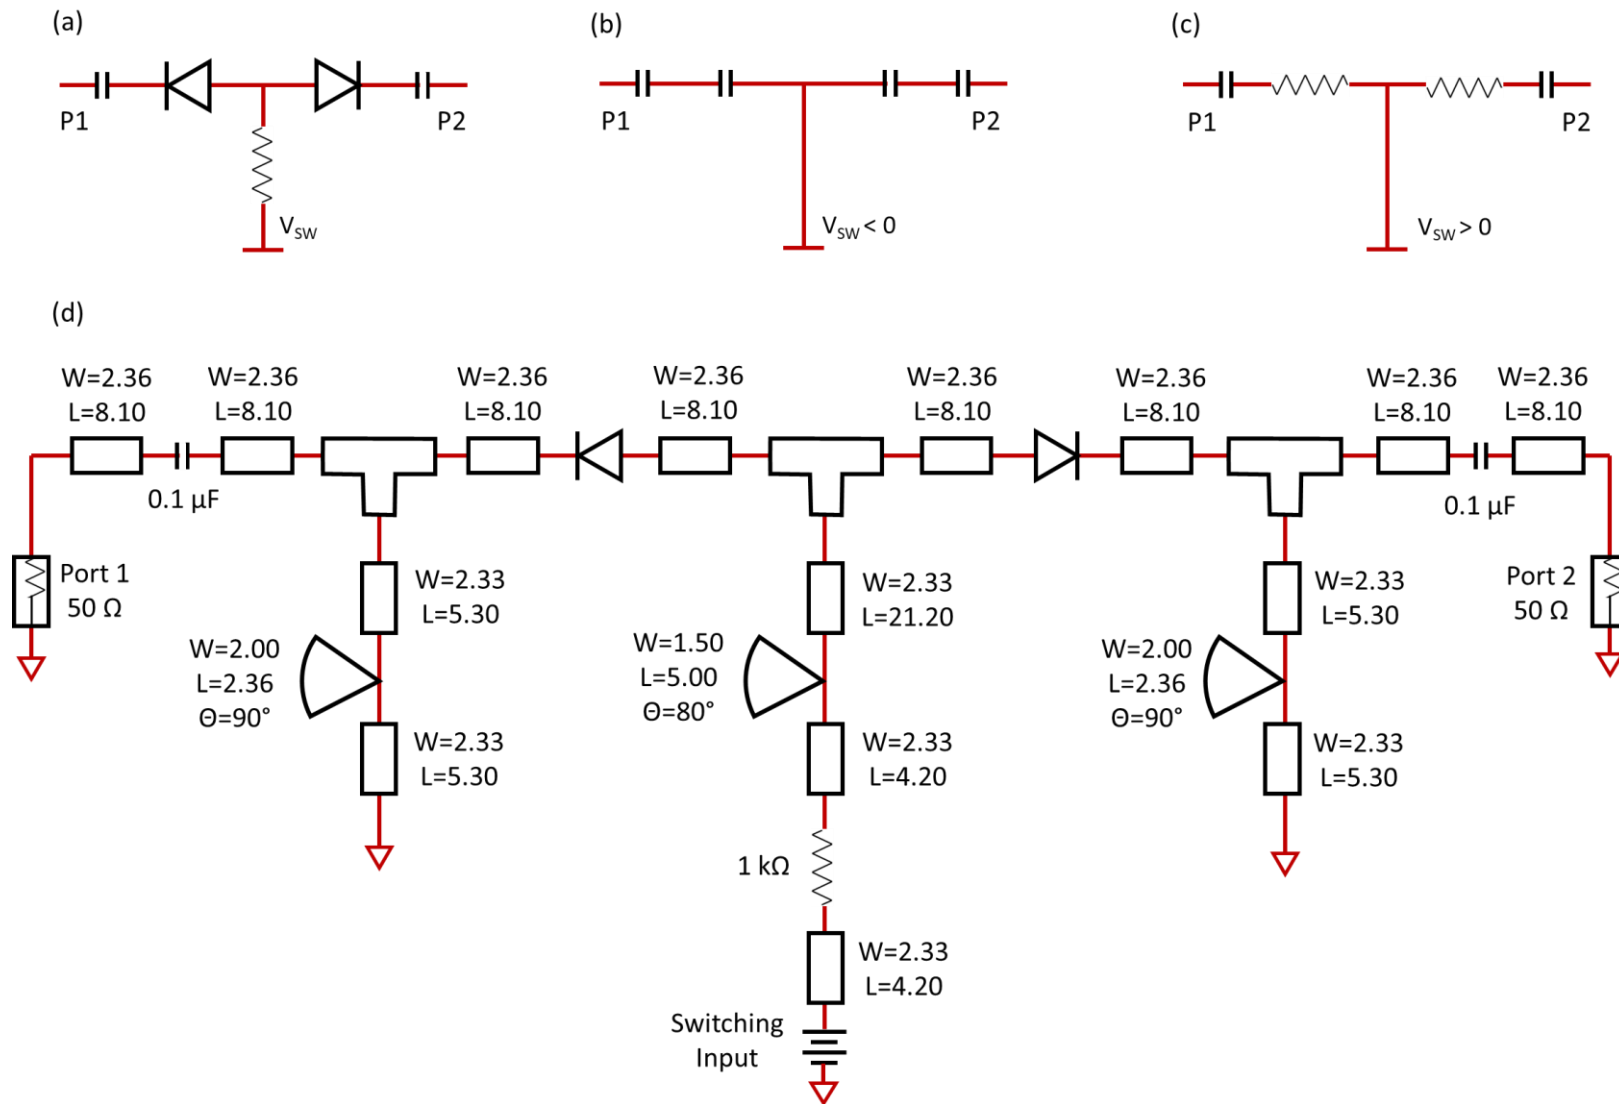 (a)
(b)
(c)
P1
P2
V_SW
P1
P2
V_SW < 0
P1
P2
V_SW > 0
(d)
W=2.36
L=8.10
W=2.36
L=8.10
W=2.36
L=8.10
W=2.36
L=8.10
W=2.36
L=8.10
W=2.36
L=8.10
W=2.36
L=8.10
W=2.36
L=8.10
0.1 µF
0.1 µF
Port 1
50 Ω
W=2.33
L=5.30
W=2.33
L=21.20
W=2.33
L=5.30
Port 2
50 Ω
W=2.00
L=2.36
Θ=90°
W=1.50
L=5.00
Θ=80°
W=2.00
L=2.36
Θ=90°
W=2.33
L=5.30
W=2.33
L=4.20
W=2.33
L=5.30
1 kΩ
W=2.33
L=4.20
Switching
Input